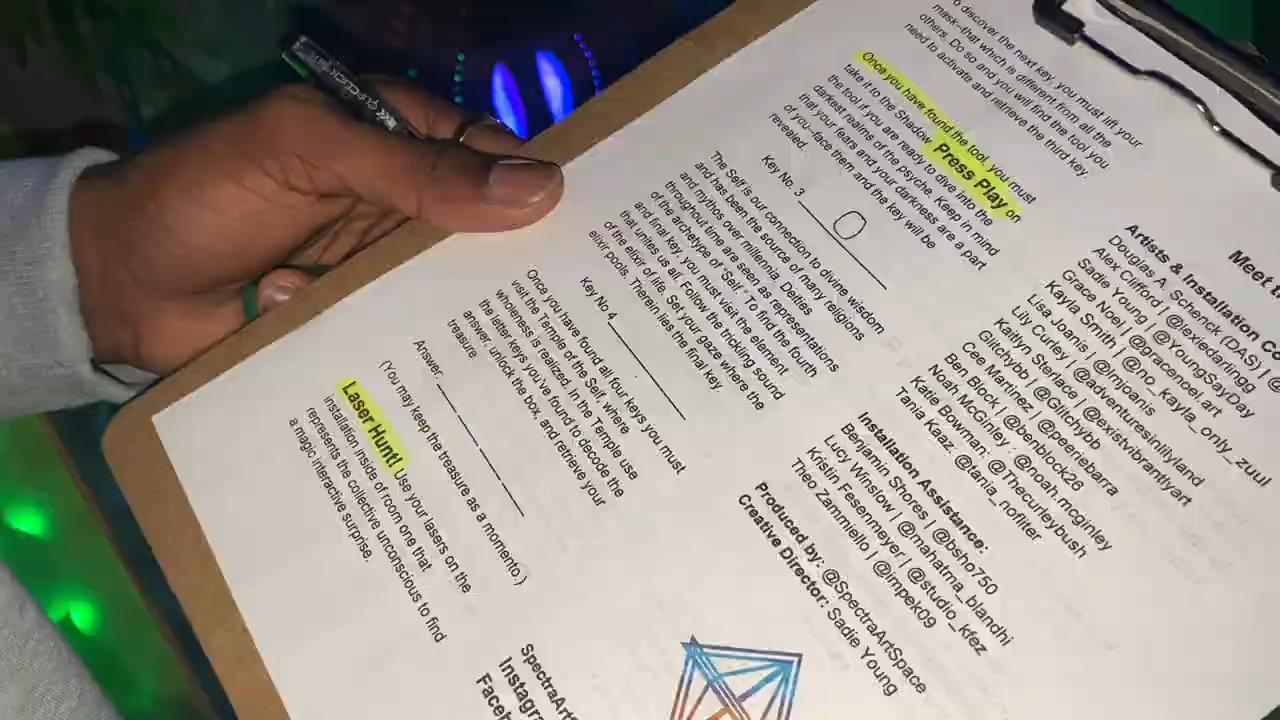 o discover the next key, you must lift your
mask–that which is different from all the
others. Do so and you will find the tool you
need to activate and retrieve the third key.
Once you have found the tool, you must
take it to the Shadow Press Play on
the tool if you are ready to dive into the
darkest realms of the psyche. Keep in mind
that your fears and your darkness are a part
of you–face them and the key will be
revealed.
Key No. 3 O
The Self is our connection to divine wisdom
and has been the source of many religions
and mythos over millennia. Deities
throughout time are seen as representations
of the archetype of "Self." To find the fourth
and final key, you must visit the element
that unites us all. Follow the trickling sound
of the elixir of life. Set your gaze where the
elixir pools. Therein lies the final key.
Key No 4
Once you have found all four keys you must
visit the Temple of the Self, where
wholeness is realized. In the Temple use
the letter keys you've found to decode the
answer, unlock the box, and retrieve your
treasure.
Answer:
(You may keep the treasure as a momento.)
Laser Hunt! Use your lasers on the
installation inside of room one that
represents the collective unconscious to find
a magic interactive surprise.
Meet t
Artists & Installation Co
Douglas A. Schenck (DAS) | @
Alex Clifford | @lexiedaringg
Sadie Young | @YoungSayDay
Grace Noel | @gracenoel.art
Kayla Smith | @no_kayla_only_zuul
Lisa Joanis | @micoanis
Lily Curley | @adventuresinlilyland
Kaitlyn Sterlace | @existvibrantlyart
Glitchybb | @Glitchybb
Cee Martinez | @peeriebarra
Ben Block | @benblock26
Noah McGinley: @noah.mcginley
Katie Bowman: @Thecurleybush
Tania Kaaz: @tania_nofilter
Installation Assistance:
Benjamin Shores | @bsho750
Lucy Winslow | @mahatma_blandhi
Kristin Fesenmeyer | @studio_kfez
Theo Zammiello | @impek09
Produced by: @SpectraArtSpace
Creative Director: Sadie Young
SpectraArtS
Instagra
Faceb
FLIPCLICK